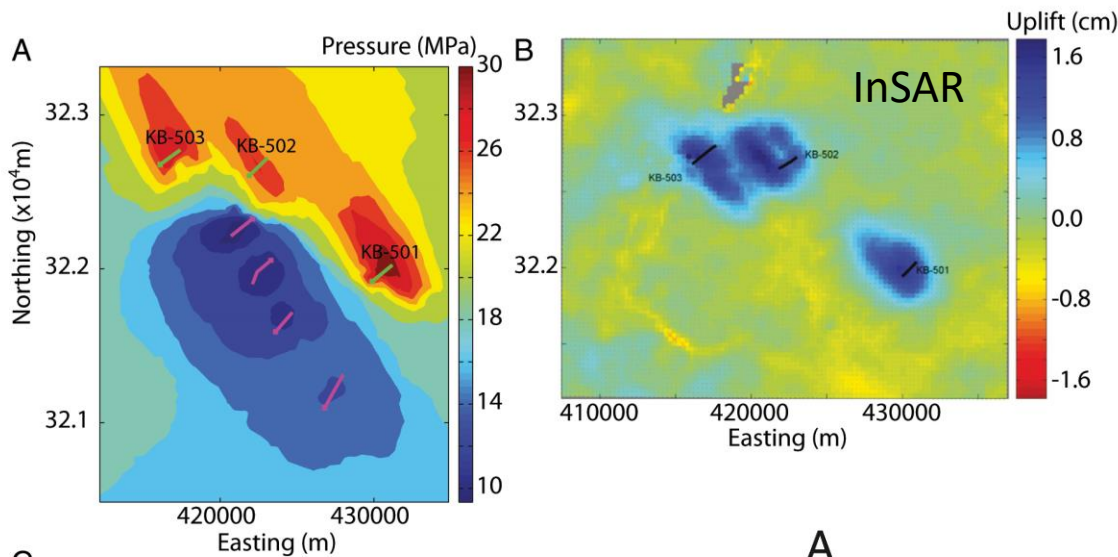 A
Pressure (MPa)
30
26
22
18
14
10
KB-503
KB-502
KB-501
32.3
32.2
32.1
Northing (x10⁴m)
420000
430000
Easting (m)
B
Uplift (cm)
InSAR
1.6
0.8
0.0
-0.8
-1.6
KB-503
KB-502
KB-501
32.3
32.2
410000
420000
430000
Easting (m)
A